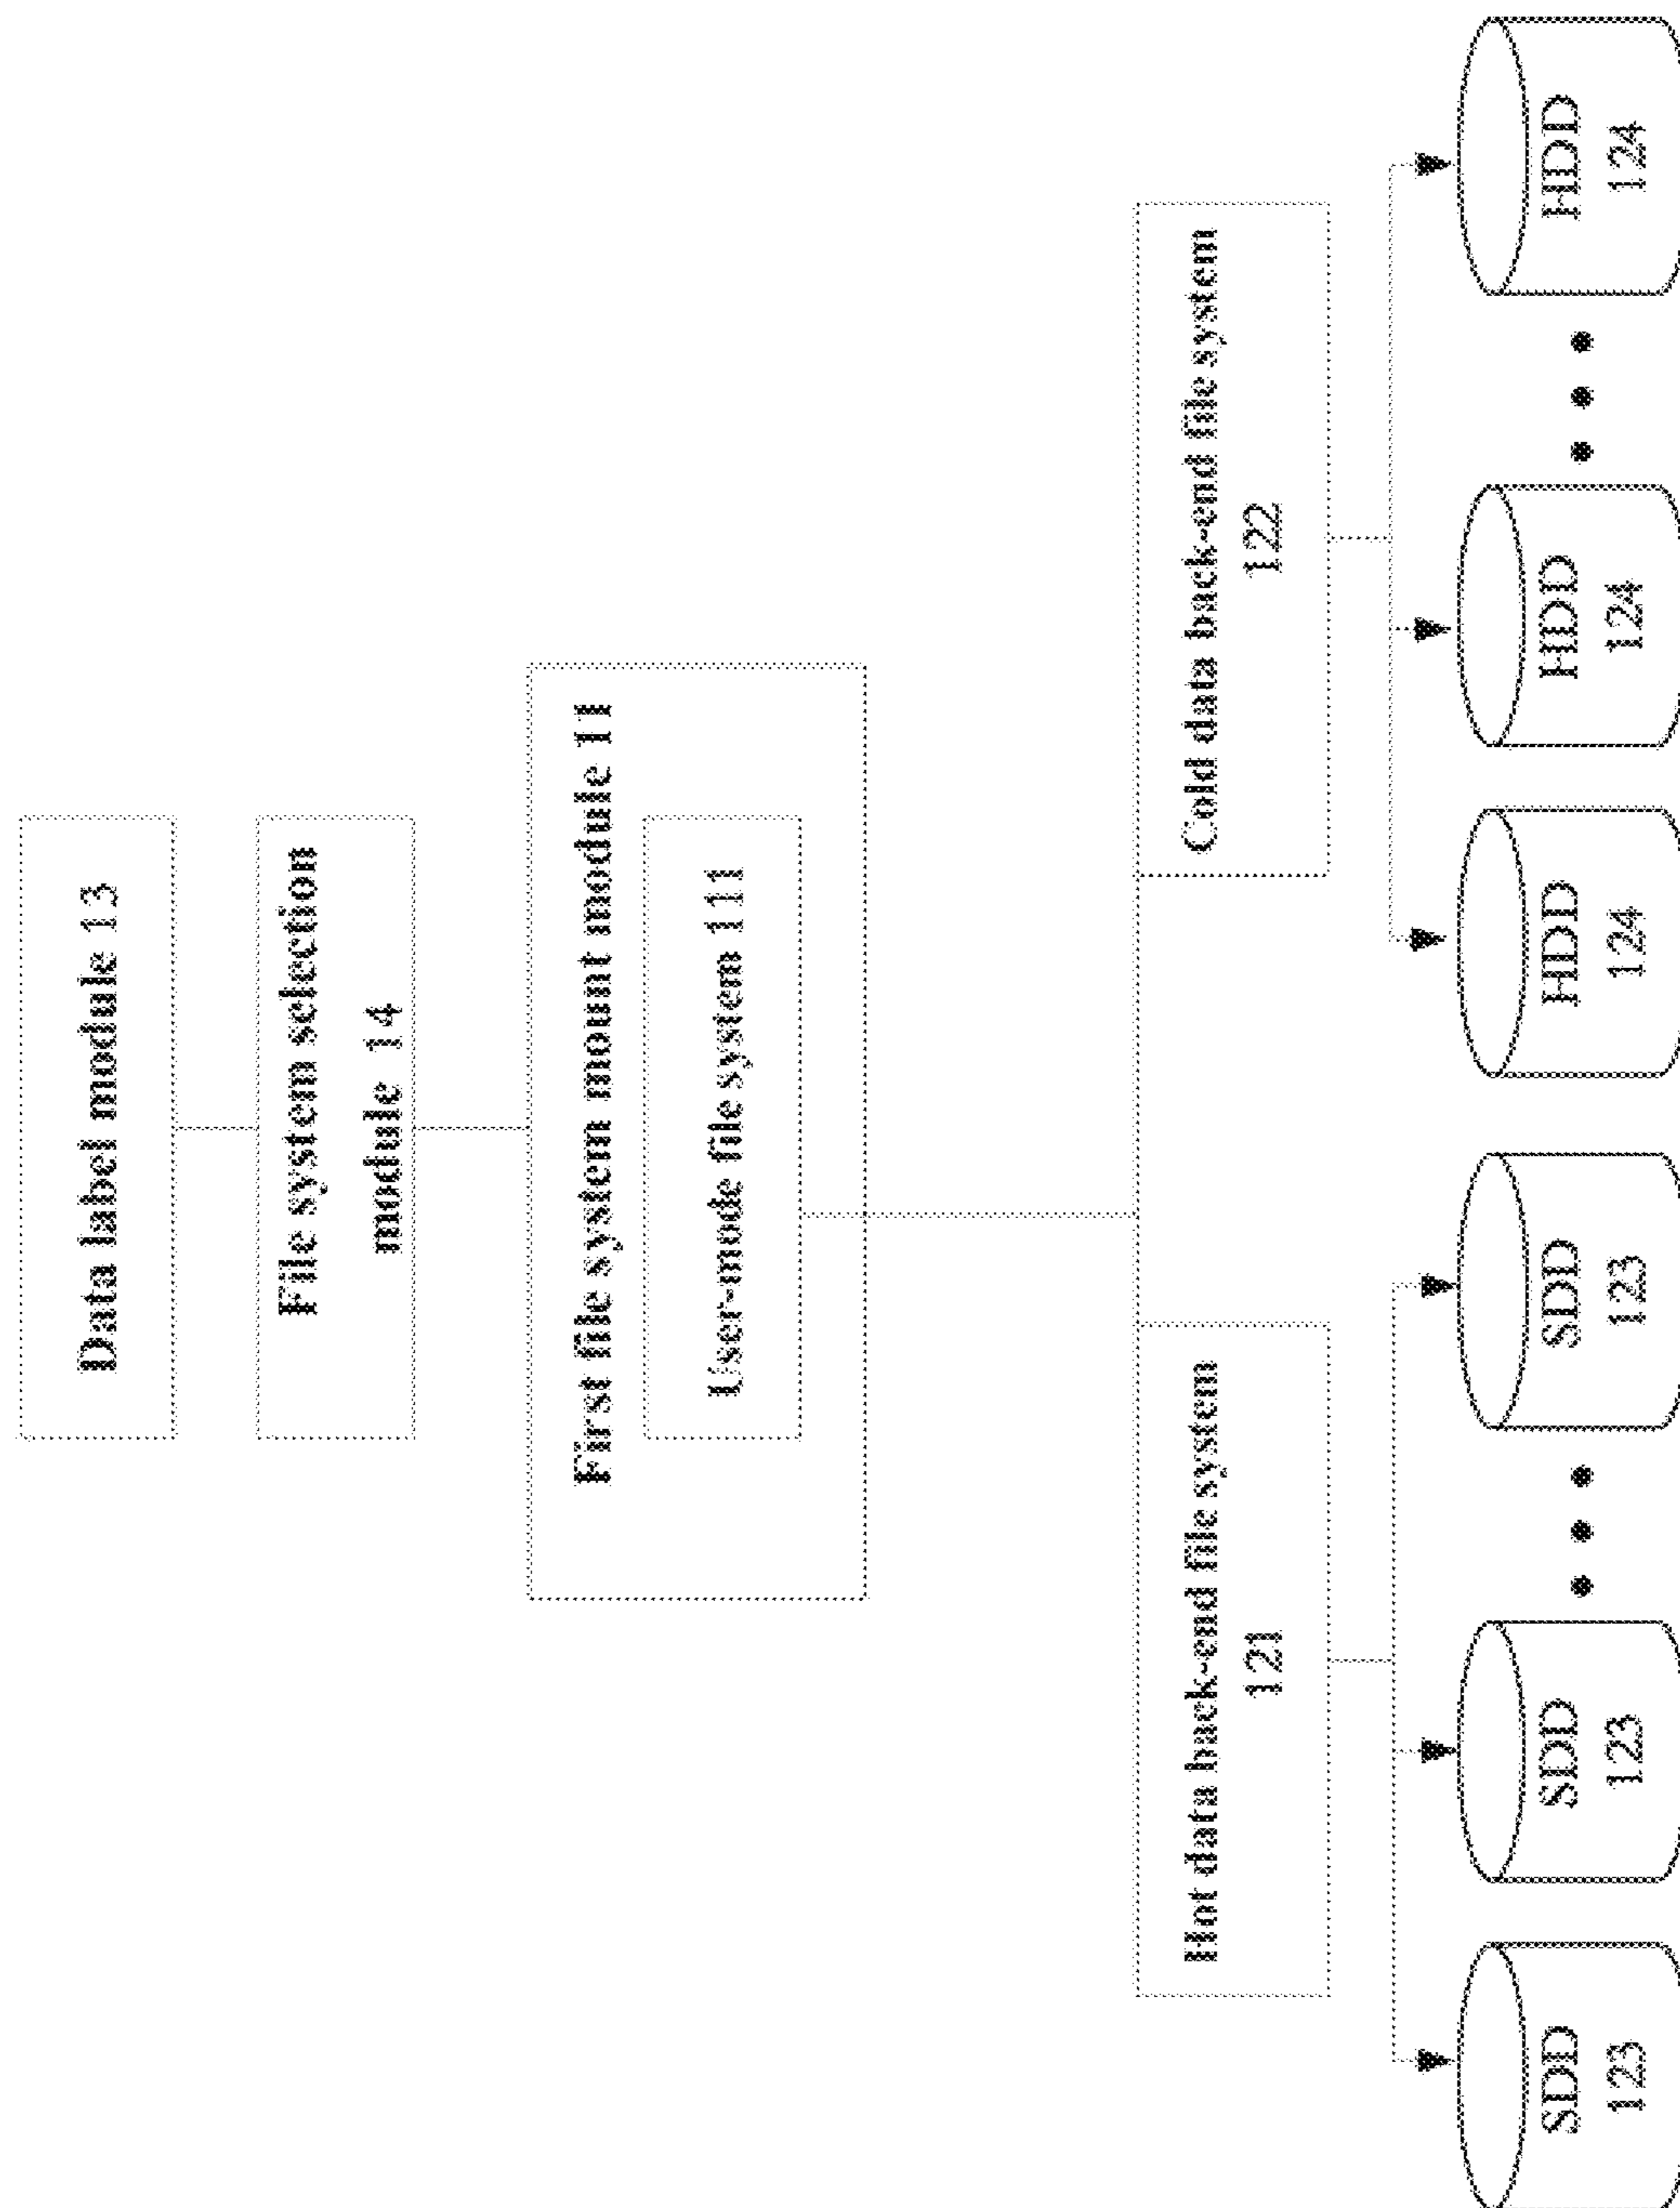 Data label module 13
File system selection
module 14
First file system mount module 11
User-mode file system 111
Hot data back-end file system
121
Cold data back-end file system
122
SDD
123
SDD
123
SDD
123
HDD
124
HDD
124
HDD
124